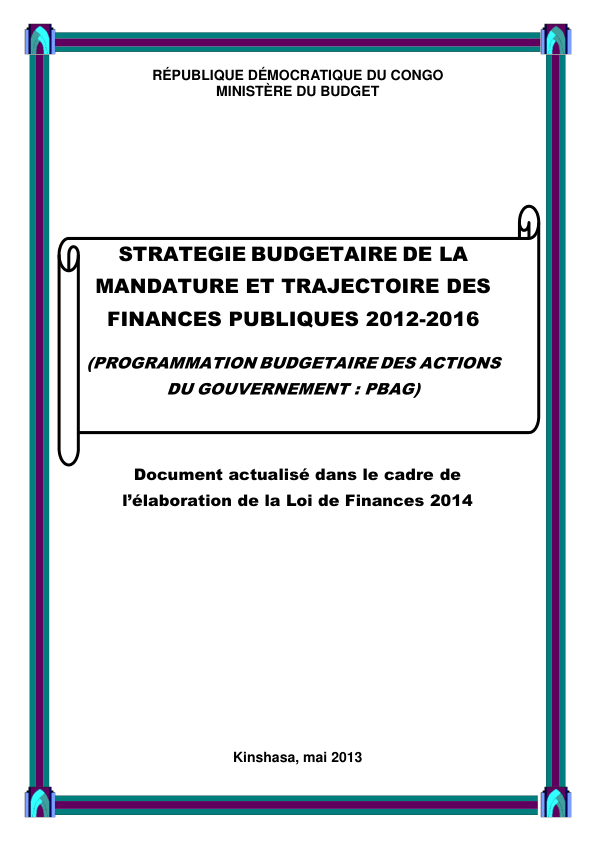 RÉPUBLIQUE DÉMOCRATIQUE DU CONGO
MINISTÈRE DU BUDGET
STRATEGIE BUDGETAIRE DE LA
MANDATURE ET TRAJECTOIRE DES
FINANCES PUBLIQUES 2012-2016
(PROGRAMMATION BUDGETAIRE DES ACTIONS
DU GOUVERNEMENT : PBAG)
Document actualisé dans le cadre de
l’élaboration de la Loi de Finances 2014
Kinshasa, mai 2013